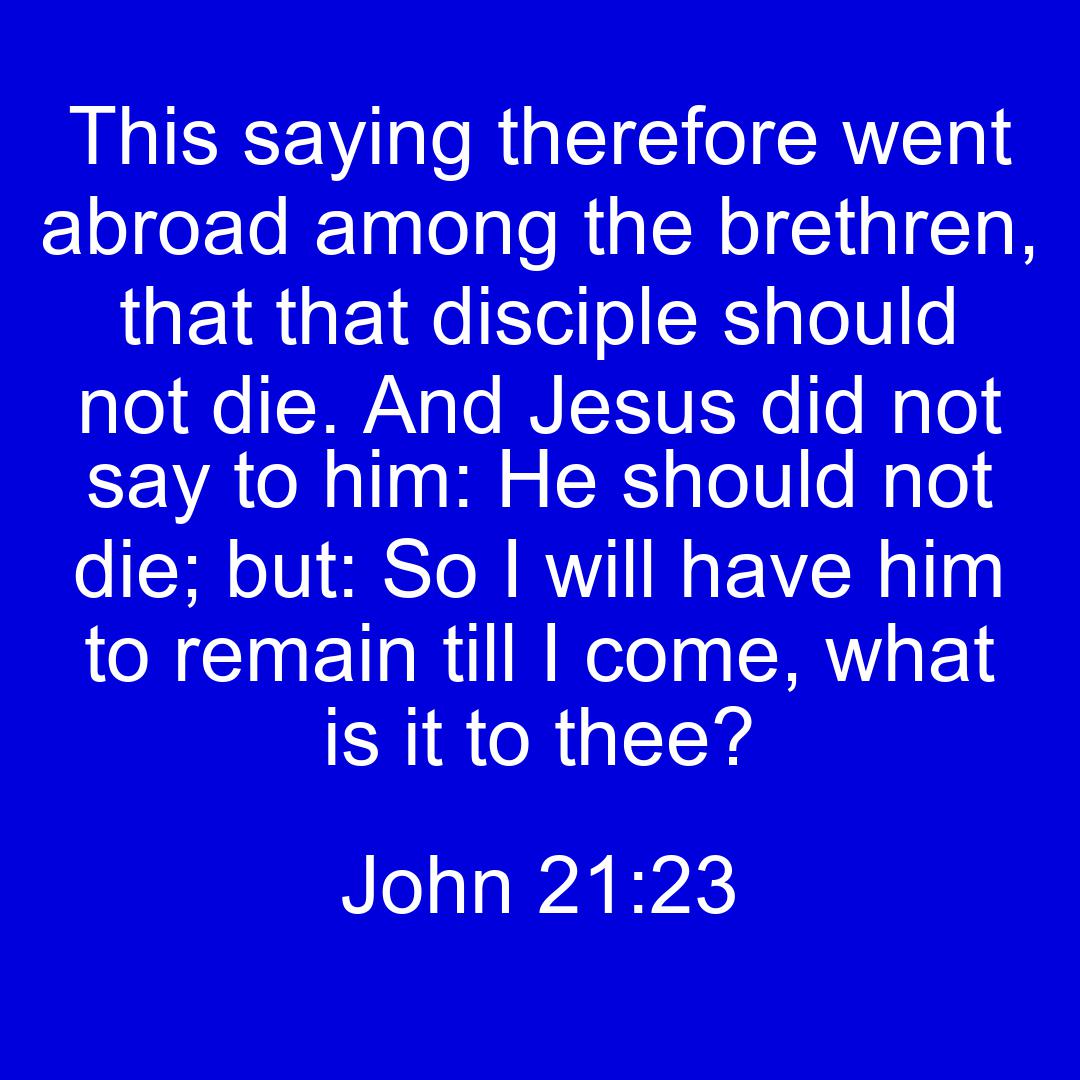 This saying therefore went
abroad among the brethren,
that that disciple should
not die. And Jesus did not
say to him: He should not
die; but: So I will have him
to remain till I come, what
is it to thee?
John 21:23